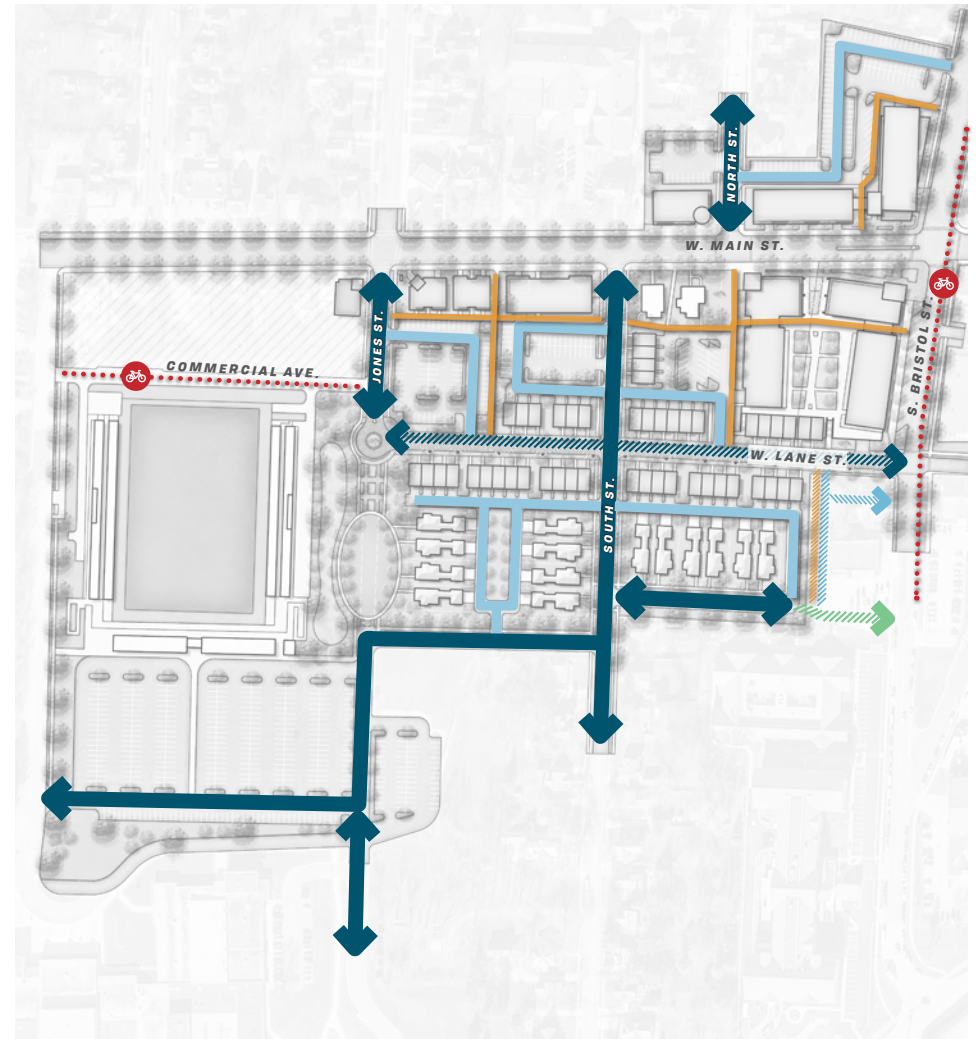 NORTH ST.
W. MAIN ST.
JONES ST.
COMMERCIAL AVE.
S. BRISTOL ST.
W. LANE ST.
SOUTH ST.